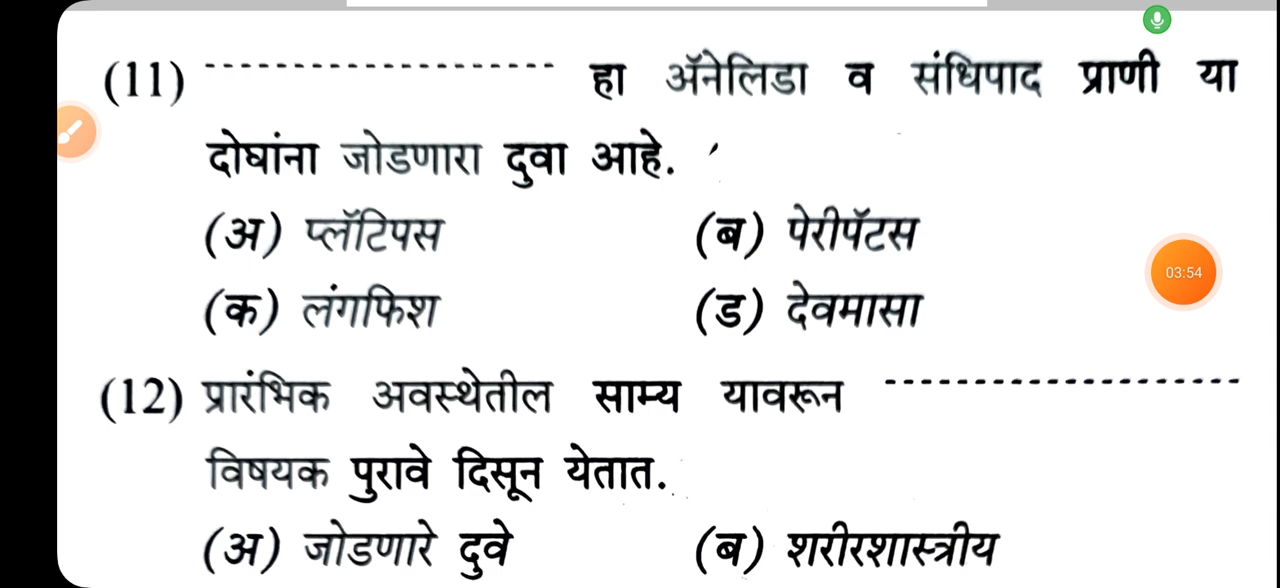 (11) -------------------- हा ॲनेलिडा व संधिपाद प्राणी या
दोघांना जोडणारा दुवा आहे.
(अ) प्लॅटिपस (ब) पेरीपॅटस
03:54
(क) लंगफिश (ड) देवमासा
(12) प्रारंभिक अवस्थेतील साम्य यावरून --------------------
विषयक पुरावे दिसून येतात.
(अ) जोडणारे दुवे (ब) शरीरशास्त्रीय